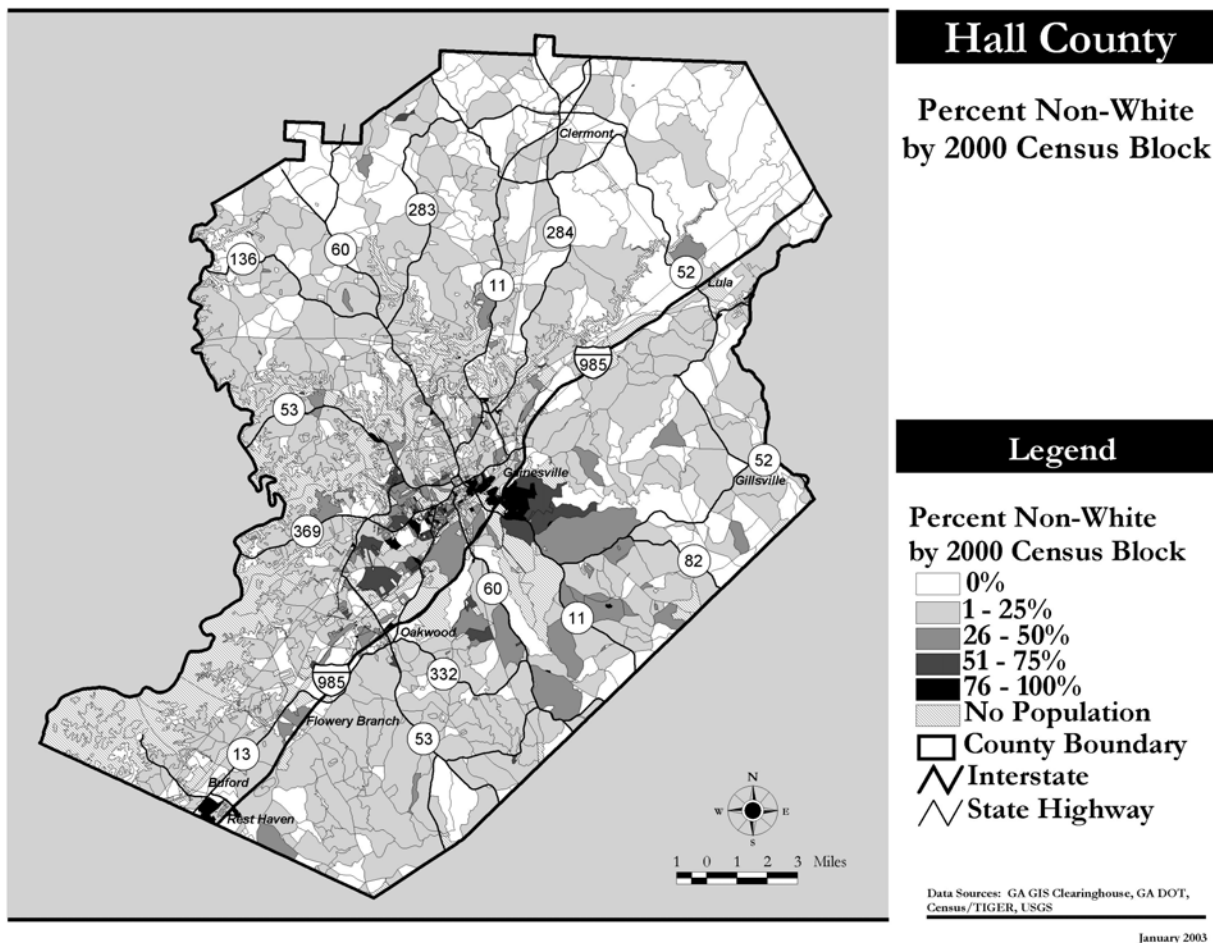 Hall County
Percent Non-White
by 2000 Census Block
Clermont
283
284
60
136
11
52
Lula
985
53
52
Gillsville
Gainesville
369
82
60
11
Oakwood
332
985
Flowery Branch
53
13
Buford
Rest Haven
N
W
E
S
1 0 1 2 3 Miles
Legend
Percent Non-White
by 2000 Census Block
0%
1 - 25%
26 - 50%
51 - 75%
76 - 100%
No Population
County Boundary
Interstate
State Highway
Data Sources: GA GIS Clearinghouse, GA DOT,
Census/TIGER, USGS
January 2003